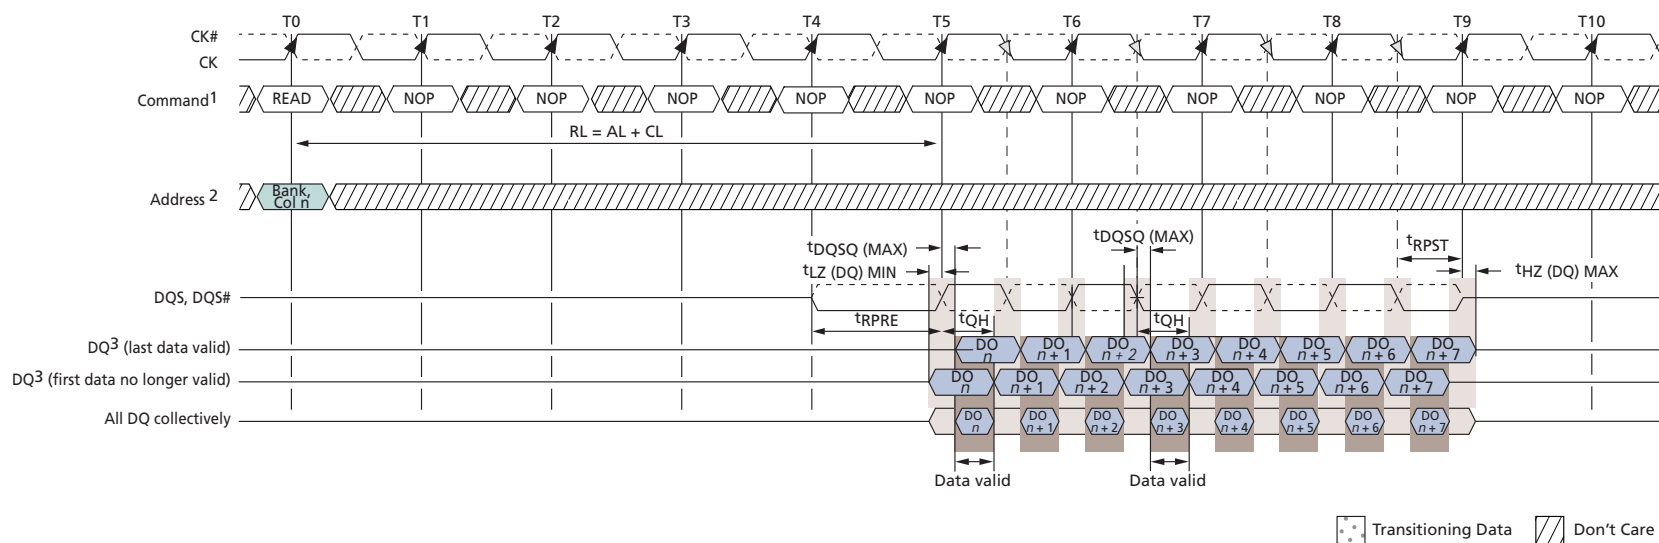 T0 T1 T2 T3 T4 T5 T6 T7 T8 T9 T10
CK#
CK
Command1 READ NOP NOP NOP NOP NOP NOP NOP NOP NOP NOP
RL = AL + CL
Address 2 Bank, Col n
tDQSQ (MAX) tDQSQ (MAX) tRPST
tLZ (DQ) MIN tHZ (DQ) MAX
DQS, DQS#
tRPRE tQH tQH
DQ3 (last data valid) DO n DO n + 1 DO n + 2 DO n + 3 DO n + 4 DO n + 5 DO n + 6 DO n + 7
DQ3 (first data no longer valid) DO n DO n + 1 DO n + 2 DO n + 3 DO n + 4 DO n + 5 DO n + 6 DO n + 7
All DQ collectively DO n DO n + 1 DO n + 2 DO n + 3 DO n + 4 DO n + 5 DO n + 6 DO n + 7
Data valid Data valid
Transitioning Data Don't Care